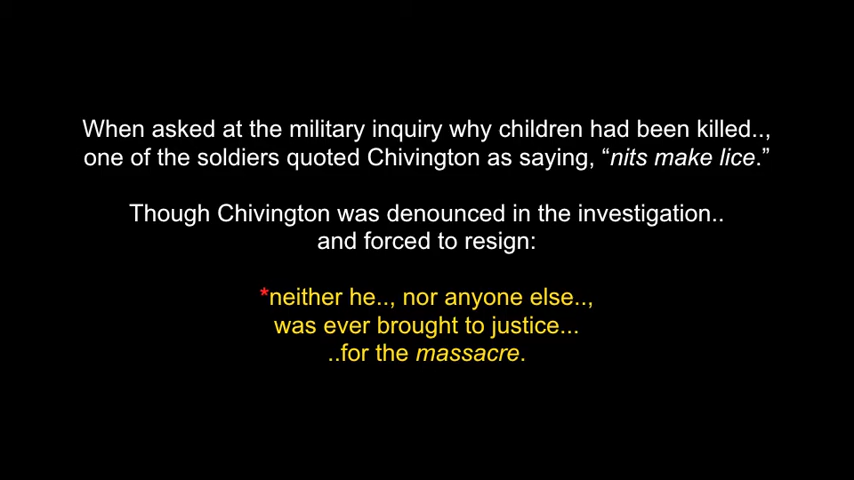 When asked at the military inquiry why children had been killed..,
one of the soldiers quoted Chivington as saying, “nits make lice.”
Though Chivington was denounced in the investigation..
and forced to resign:
*neither he.., nor anyone else..,
was ever brought to justice...
..for the massacre.